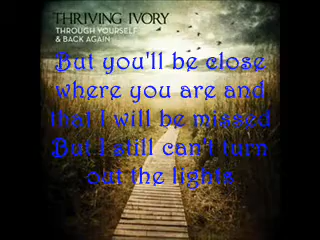 THRIVING IVORY
THROUGH YOURSELF
& BACK AGAIN
But you'll be close
where you are and
that I will be missed
But I still can't turn
out the lights